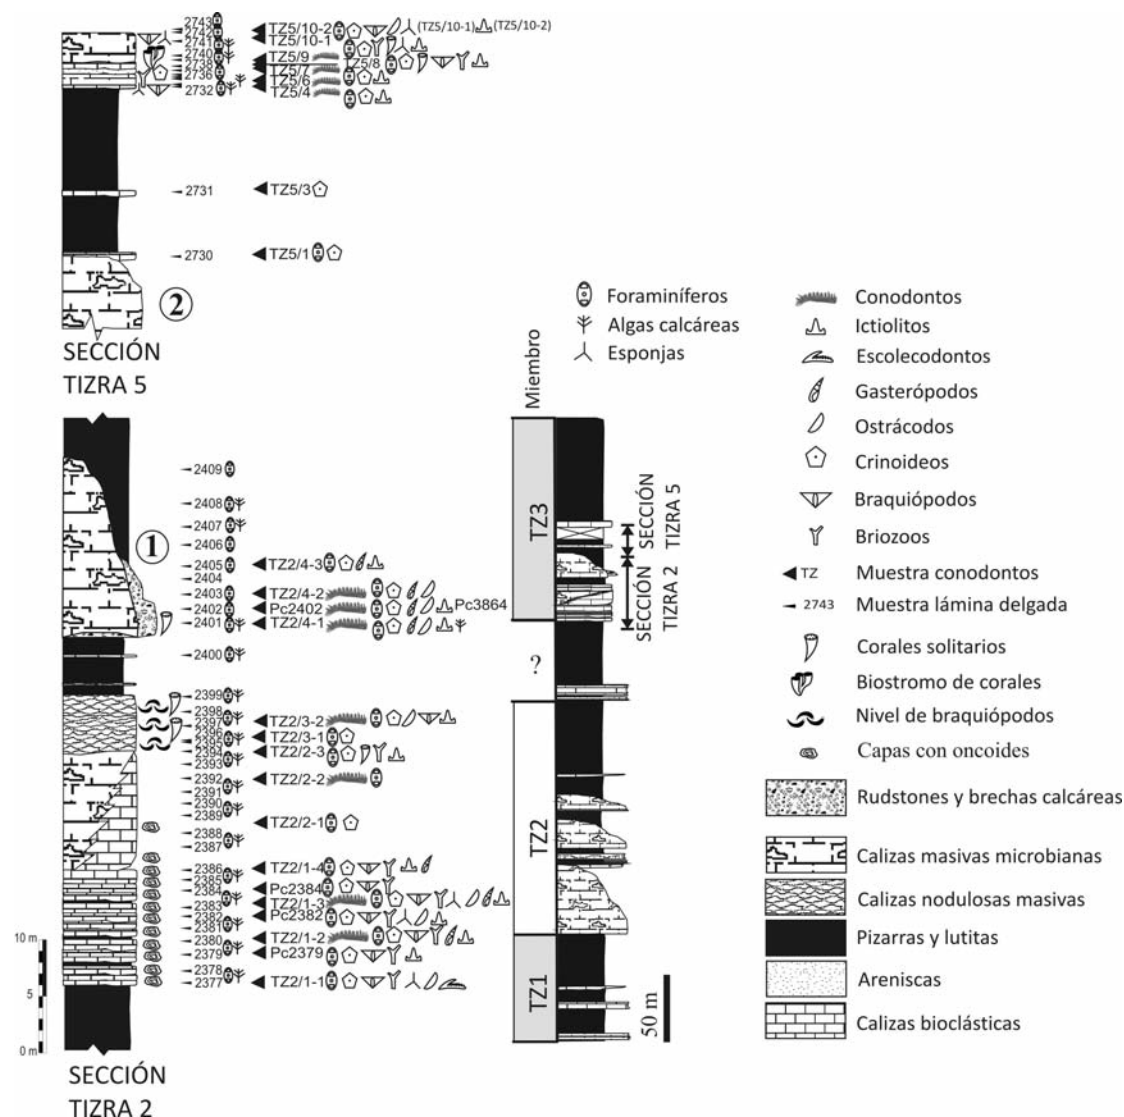 2743
2742
2741
2740
2738
2736
2732
TZ5/10-2 (TZ5/10-1) (TZ5/10-2)
TZ5/10-1
TZ5/9 TZ5/8
TZ5/7
TZ5/6
TZ5/4
2731 TZ5/3
2730 TZ5/1
2
SECCIÓN
TIZRA 5
Foraminíferos
Algas calcáreas
Esponjas
Conodontos
Ictiolitos
Escolecodontos
Gasterópodos
Ostrácodos
Crinoideos
Braquiópodos
Briozoos
TZ Muestra conodontos
2743 Muestra lámina delgada
Corales solitarios
Biostromo de corales
Nivel de braquiópodos
Capas con oncoides
Rudstones y brechas calcáreas
Calizas masivas microbianas
Calizas nodulosas masivas
Pizarras y lutitas
Areniscas
Calizas bioclásticas
Miembro
TZ3
?
TZ2
TZ1
SECCIÓN
TIZRA 5
SECCIÓN
TIZRA 2
50 m
1
2409
2408
2407
2406
2405 TZ2/4-3
2404
2403 TZ2/4-2
2402 Pc2402 Pc3864
2401 TZ2/4-1
2400
2399
2398
2397 TZ2/3-2
2396 TZ2/3-1
2395
2394 TZ2/2-3
2393
2392 TZ2/2-2
2391
2390
2389
2388 TZ2/2-1
2387
2386 TZ2/1-4
2385
2384 Pc2384
2383 TZ2/1-3
2382 Pc2382
2381
2380 TZ2/1-2
2379 Pc2379
2378
2377 TZ2/1-1
10 m
5
0 m
SECCIÓN
TIZRA 2